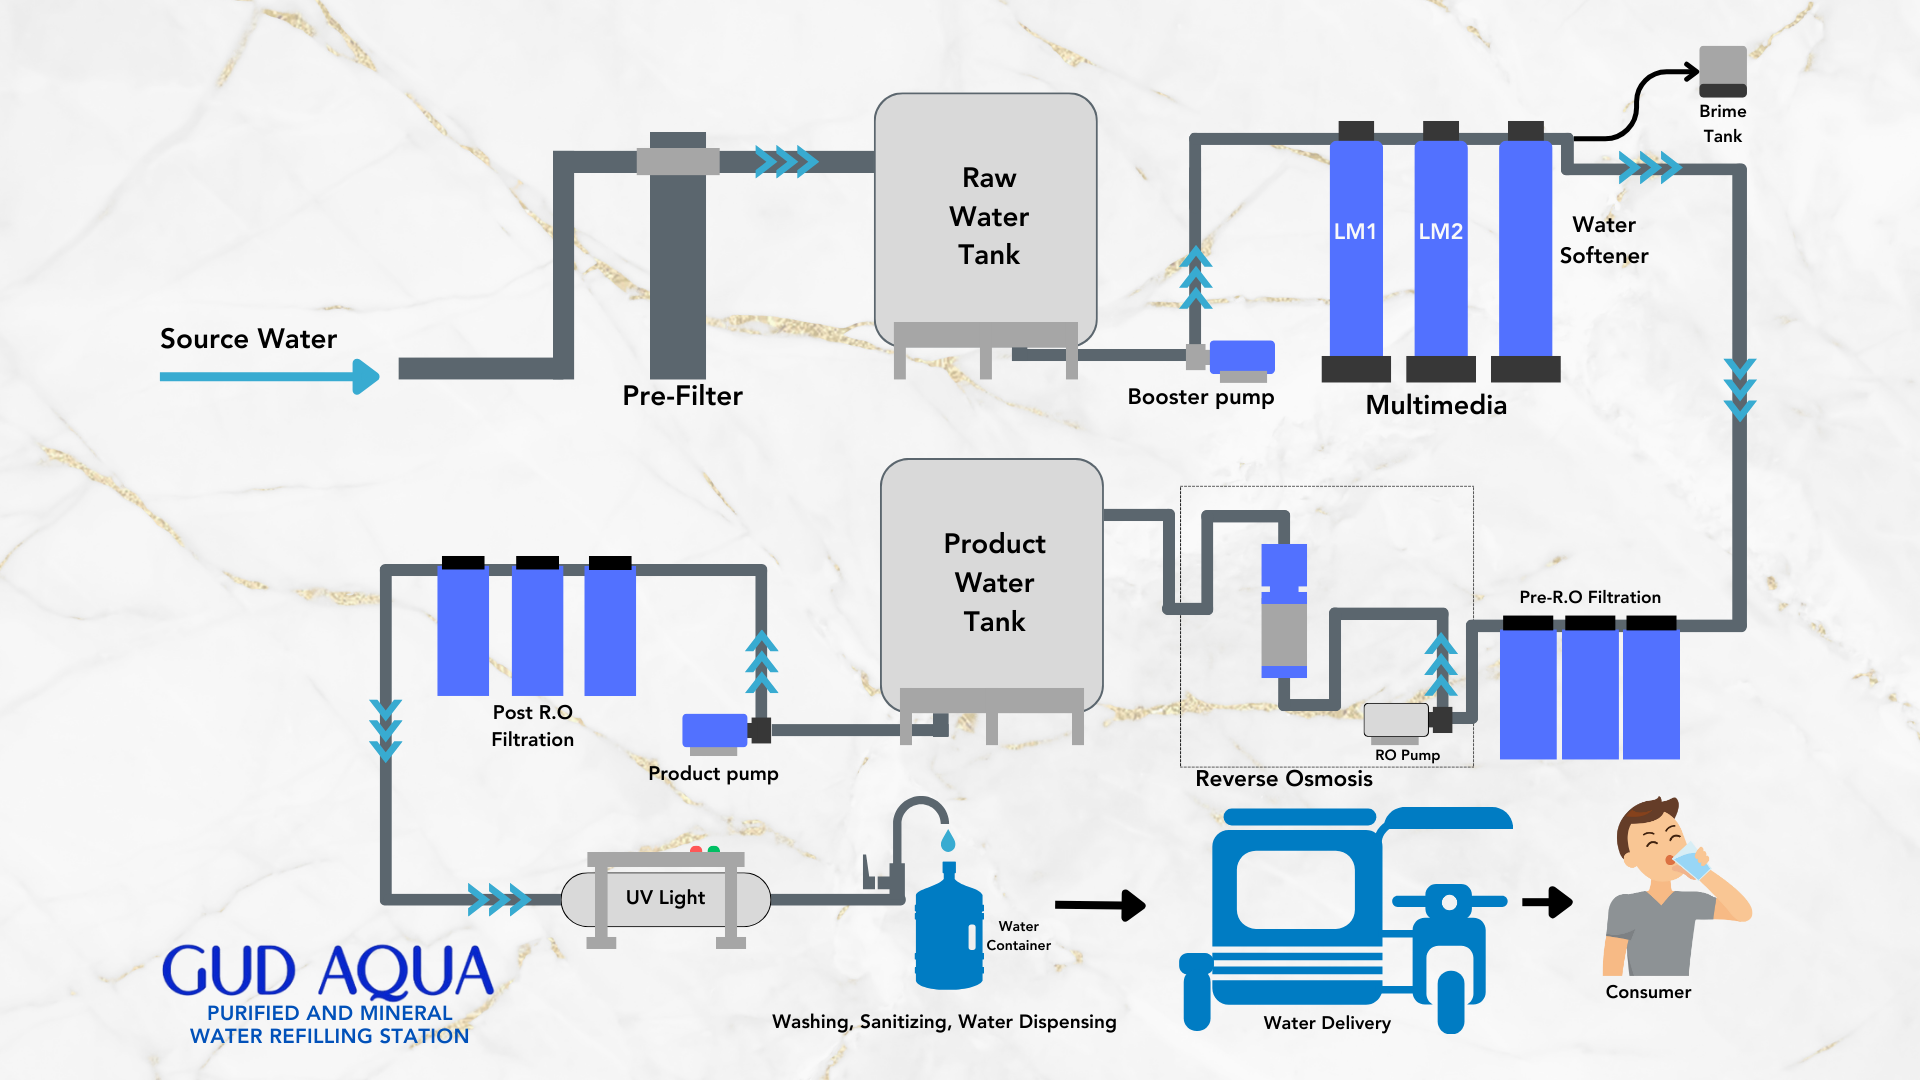 Brime
Tank
Raw
Water
Tank
LM1
LM2
Water
Softener
Source Water
Pre-Filter
Booster pump
Multimedia
Product
Water
Tank
Pre-R.O Filtration
Post R.O
Filtration
Product pump
RO Pump
Reverse Osmosis
UV Light
Water
Container
GUD AQUA
PURIFIED AND MINERAL
WATER REFILLING STATION
Washing, Sanitizing, Water Dispensing
Water Delivery
Consumer